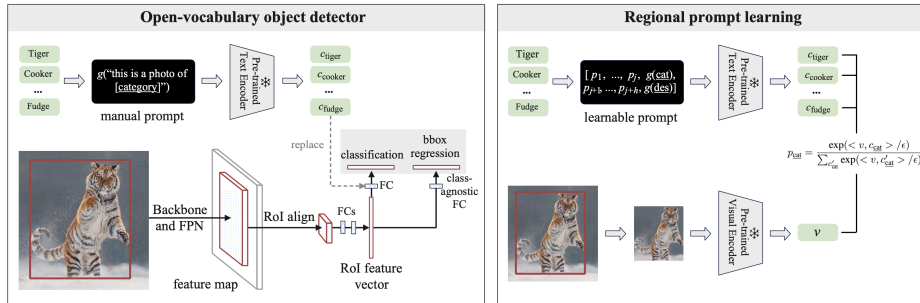 Open-vocabulary object detector
Tiger
Cooker
...
Fudge
g("this is a photo of
[category]")
manual prompt
Pre-trained
Text Encoder
c_tiger
c_cooker
...
c_fudge
replace
classification
bbox
regression
FC
class-
agnostic
FC
Backbone
and FPN
feature map
RoI align
FCs
RoI feature
vector
Regional prompt learning
Tiger
Cooker
...
Fudge
[ p_1, ..., p_j, g(cat),
p_{j+1}, ..., p_{j+h}, g(des)]
learnable prompt
Pre-trained
Text Encoder
c_tiger
c_cooker
...
c_fudge
p_cat = exp(< v, c_cat > /ϵ) / ∑_{c'_cat} exp(< v, c'_cat > /ϵ)
Pre-trained
Visual Encoder
v